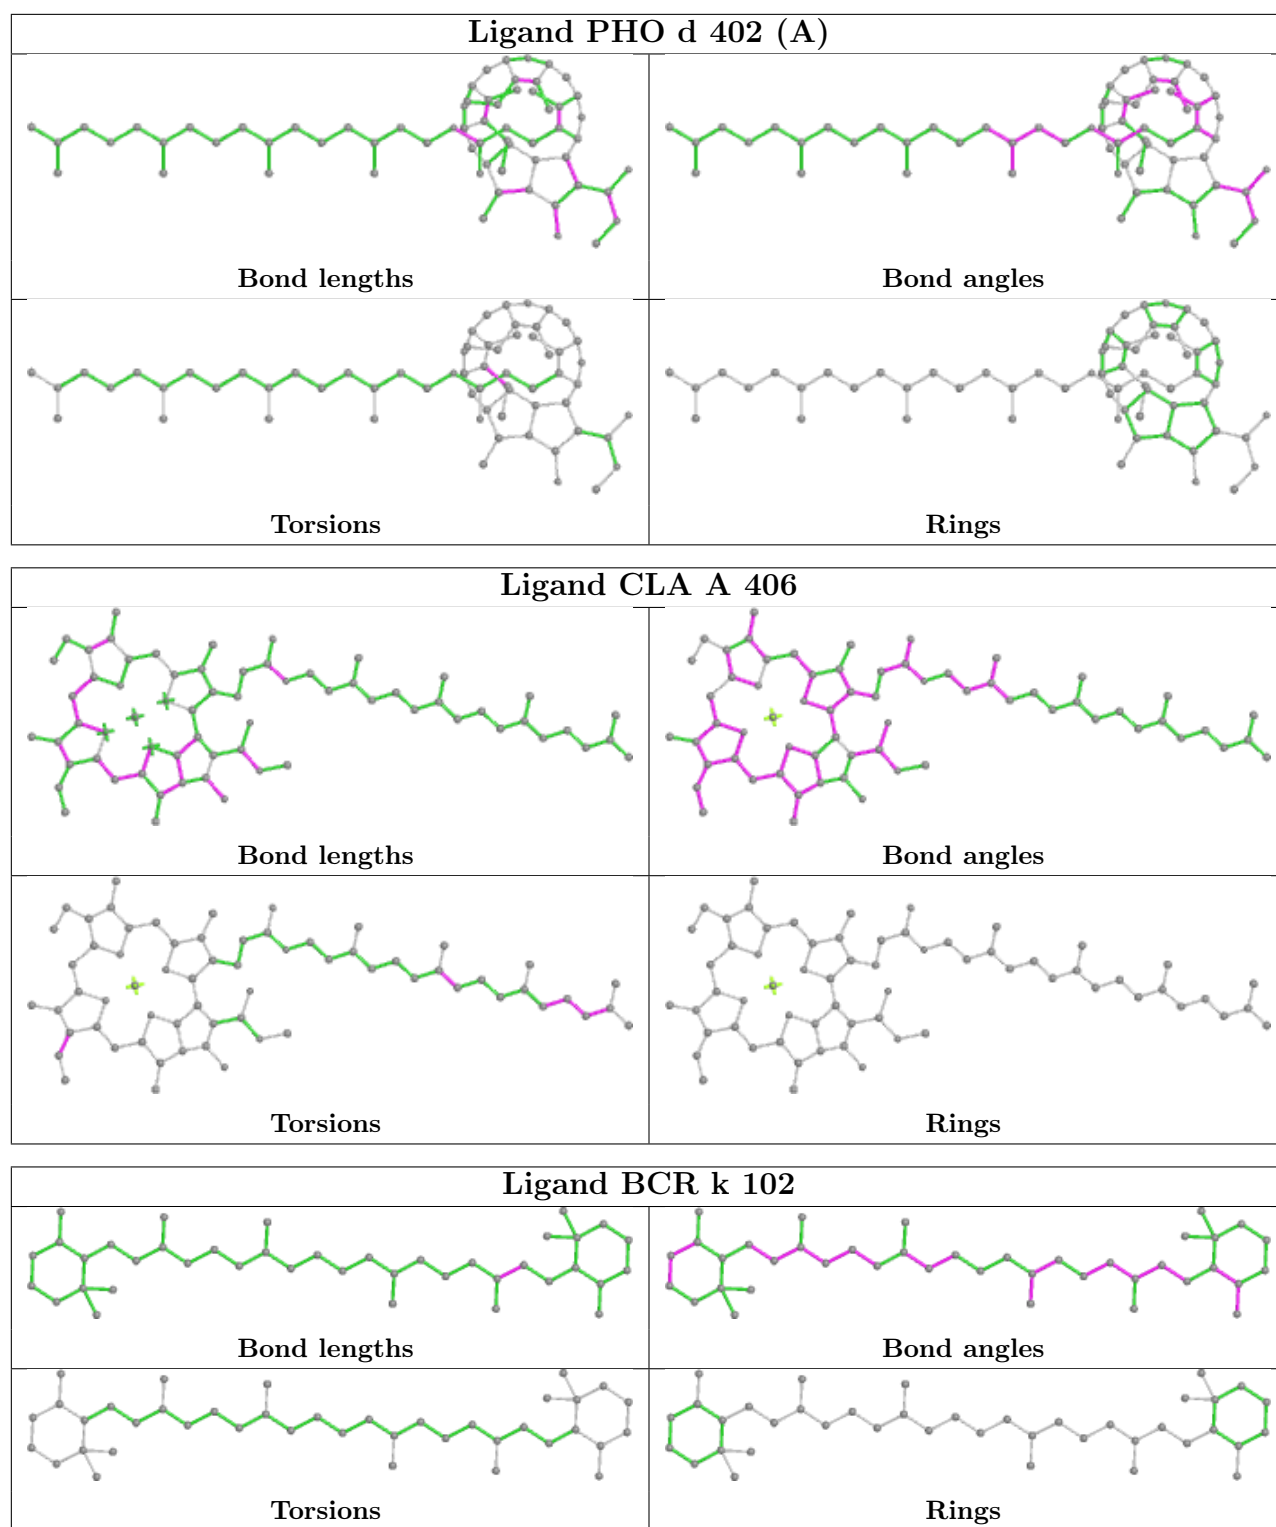 Ligand PHO d 402 (A)
Bond lengths
Bond angles
Torsions
Rings
Ligand CLA A 406
Bond lengths
Bond angles
Torsions
Rings
Ligand BCR k 102
Bond lengths
Bond angles
Torsions
Rings